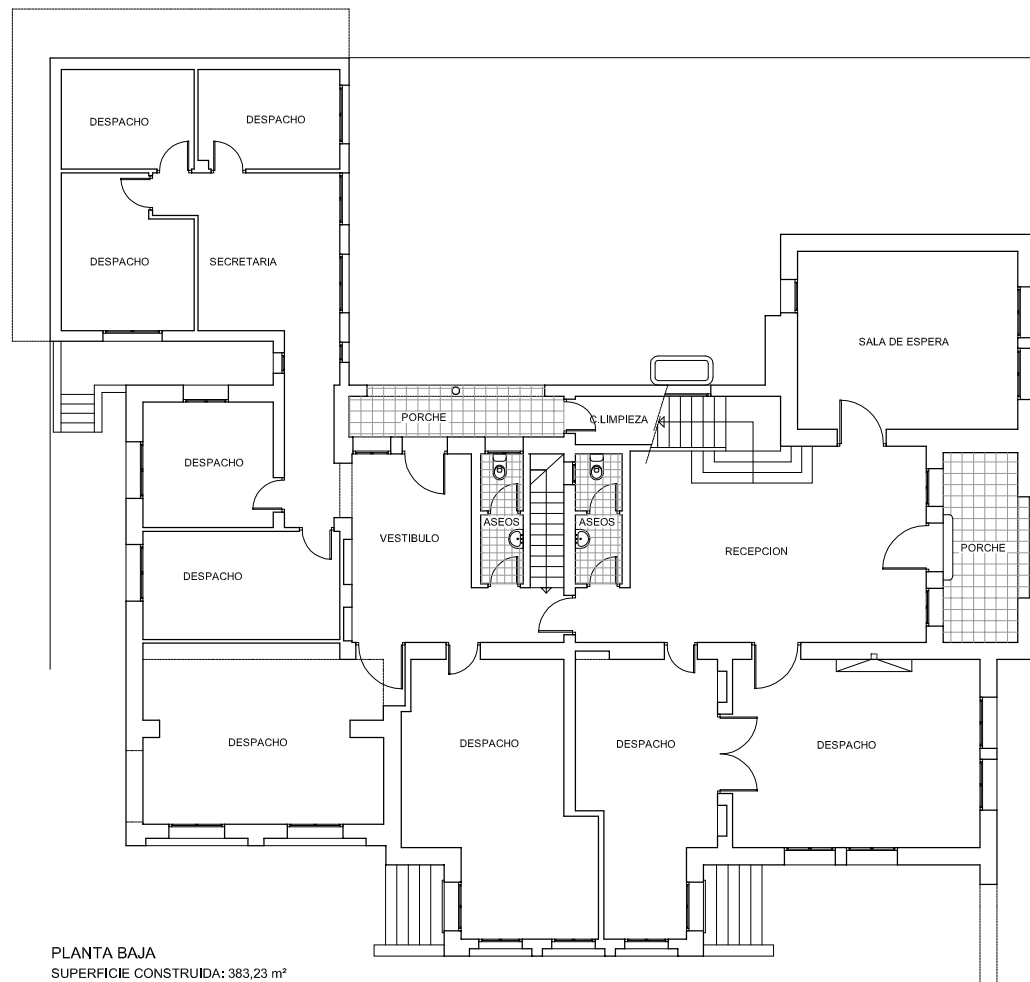 DESPACHO
DESPACHO
DESPACHO
SECRETARIA
SALA DE ESPERA
PORCHE
C.LIMPIEZA
DESPACHO
ASEOS
ASEOS
VESTIBULO
RECEPCION
PORCHE
DESPACHO
DESPACHO
DESPACHO
DESPACHO
DESPACHO
PLANTA BAJA
SUPERFICIE CONSTRUIDA: 383,23 m²